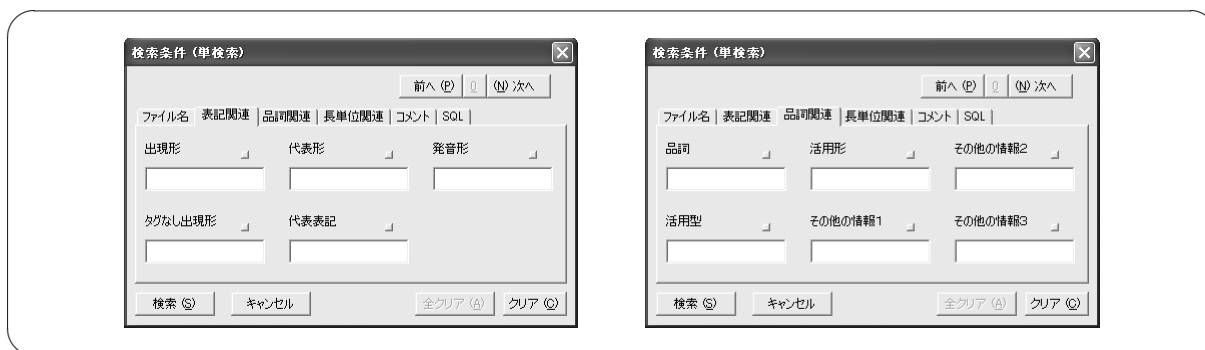 検索条件 (単検索)
前へ (P) 0 (N) 次へ
ファイル名 表記関連 品詞関連 長単位関連 コメント SQL
出現形 代表形 発音形
タグなし出現形 代表表記
検索 (S) キャンセル 全クリア (A) クリア (C)
検索条件 (単検索)
前へ (P) 0 (N) 次へ
ファイル名 表記関連 品詞関連 長単位関連 コメント SQL
品詞 活用形 その他の情報2
活用型 その他の情報1 その他の情報3
検索 (S) キャンセル 全クリア (A) クリア (C)